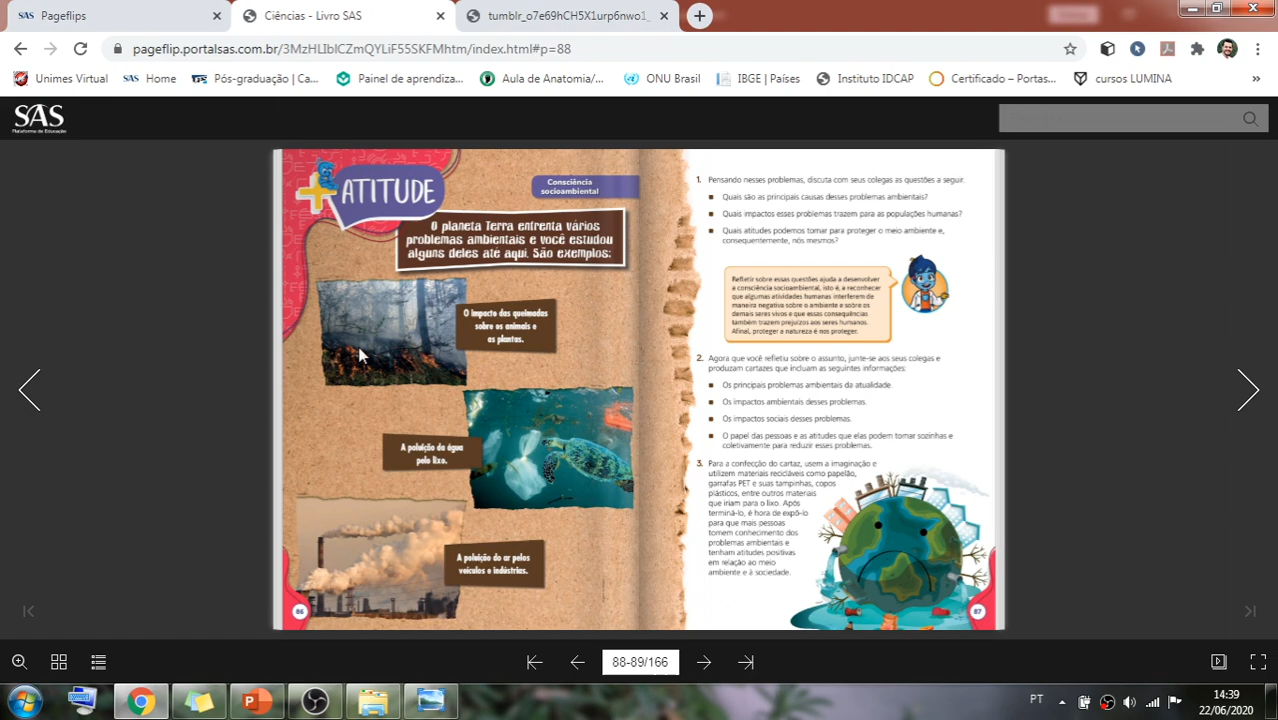 SAS Pageflips
Ciências - Livro SAS
tumblr_o7e69hCH5X1urp6nwo1_
pageflip.portalsas.com.br/3MzHLIblCZmQYLiF55SKFMhtm/index.html#p=88
Unimes Virtual
SAS Home
Pós-graduação | Ca...
Painel de aprendiza...
Aula de Anatomia/...
ONU Brasil
IBGE | Países
Instituto IDCAP
Certificado – Portas...
cursos LUMINA
»
SAS
Plataforma de Educação
+ ATITUDE
Consciência
socioambiental
O planeta Terra enfrenta vários
problemas ambientais e você estudou
alguns deles até aqui. São exemplos:
O impacto das queimadas
sobre os animais e
as plantas.
A poluição da água
pelo lixo.
A poluição do ar pelos
veículos e indústrias.
86
1. Pensando nesses problemas, discuta com seus colegas as questões a seguir.
■ Quais são as principais causas desses problemas ambientais?
■ Quais impactos esses problemas trazem para as populações humanas?
■ Quais atitudes podemos tomar para proteger o meio ambiente e,
consequentemente, nós mesmos?
Refletir sobre essas questões ajuda a desenvolver
a consciência socioambiental, isto é, a reconhecer
que algumas atividades humanas interferem de
maneira negativa sobre o ambiente e sobre os
demais seres vivos e que essas consequências
também trazem prejuízos aos seres humanos.
Afinal, proteger a natureza é nos proteger.
2. Agora que você refletiu sobre o assunto, junte-se aos seus colegas e
produzam cartazes que incluam as seguintes informações:
■ Os principais problemas ambientais da atualidade.
■ Os impactos ambientais desses problemas.
■ Os impactos sociais desses problemas.
■ O papel das pessoas e as atitudes que elas podem tomar sozinhas e
coletivamente para reduzir esses problemas.
3. Para a confecção do cartaz, usem a imaginação e
utilizem materiais recicláveis como papelão,
garrafas PET e suas tampinhas, copos
plásticos, entre outros materiais
que iriam para o lixo. Após
terminá-lo, é hora de expô-lo
para que mais pessoas
tomem conhecimento dos
problemas ambientais e
tenham atitudes positivas
em relação ao meio
ambiente e à sociedade.
87
88-89/166
PT
14:39
22/06/2020